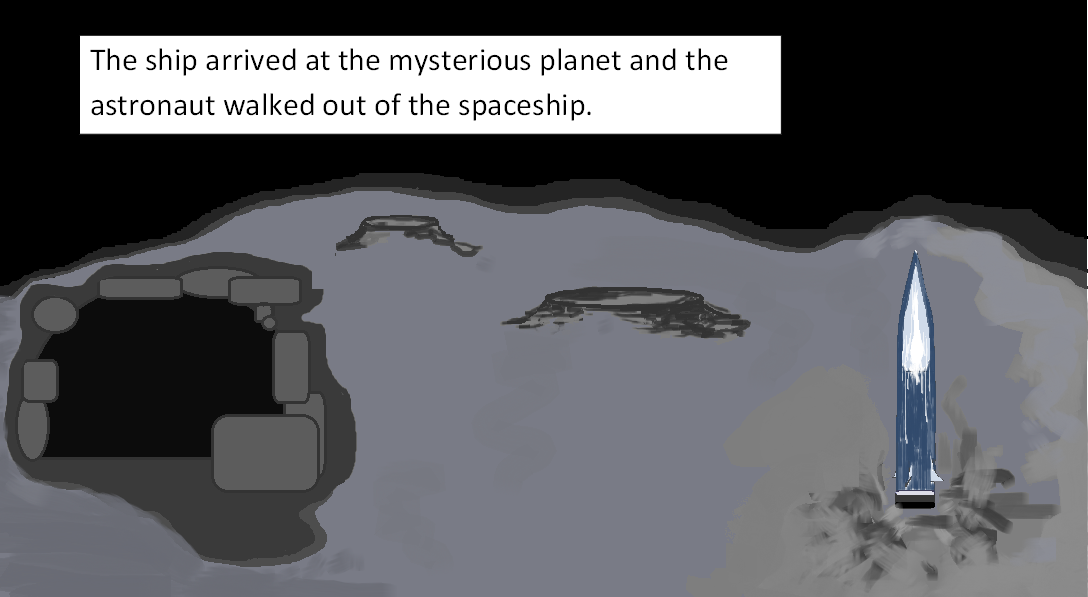 The ship arrived at the mysterious planet and the
astronaut walked out of the spaceship.